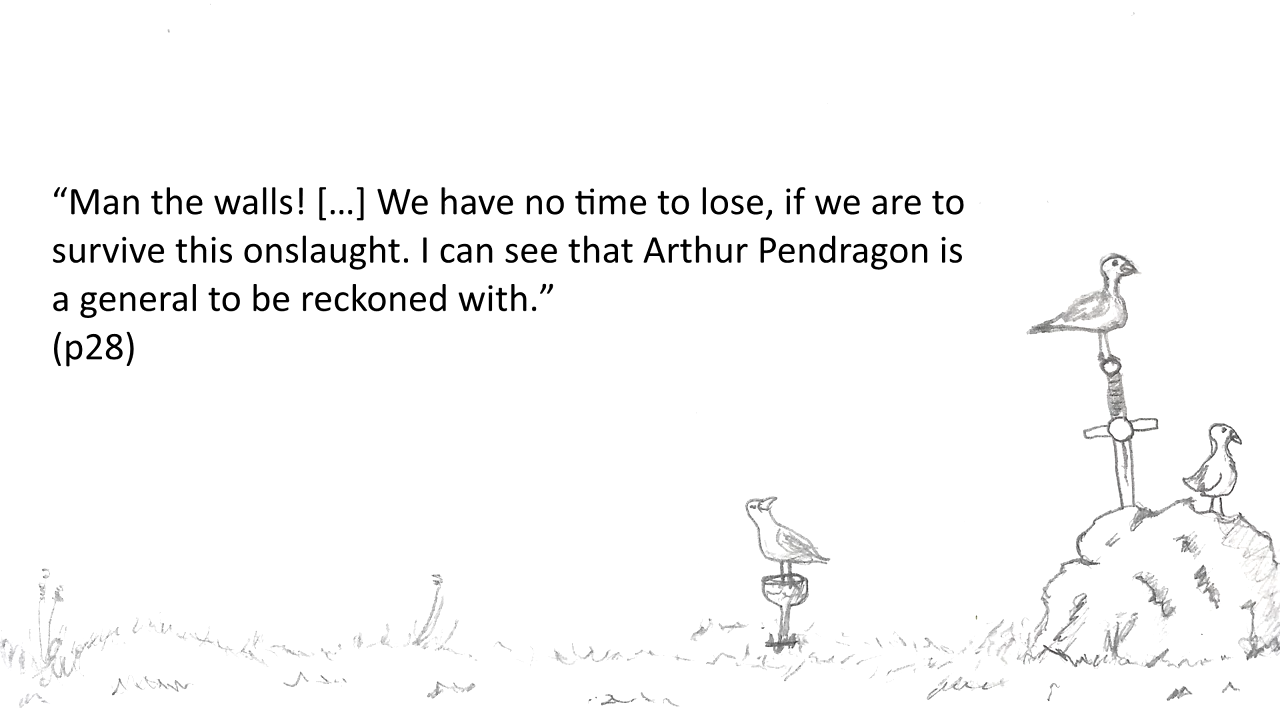 “Man the walls! […] We have no time to lose, if we are to
survive this onslaught. I can see that Arthur Pendragon is
a general to be reckoned with.”
(p28)